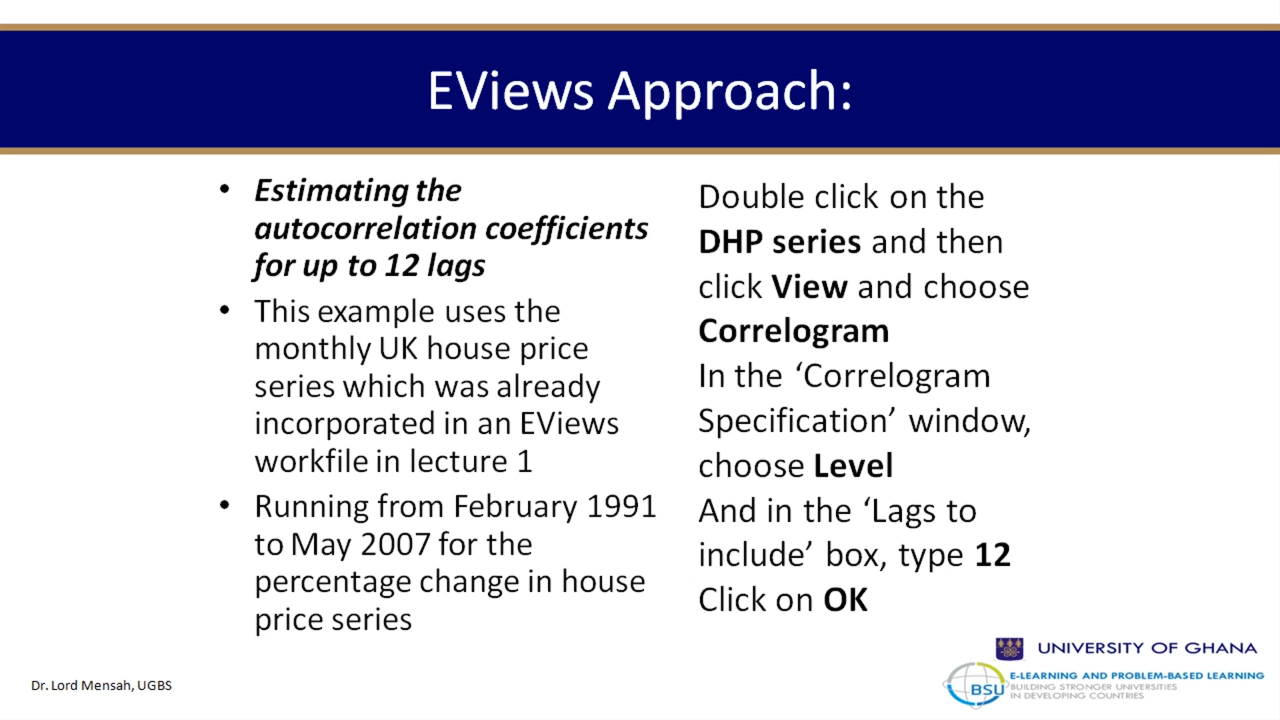 EViews Approach:
• Estimating the
autocorrelation coefficients
for up to 12 lags
• This example uses the
monthly UK house price
series which was already
incorporated in an EViews
workfile in lecture 1
• Running from February 1991
to May 2007 for the
percentage change in house
price series
Double click on the
DHP series and then
click View and choose
Correlogram
In the ‘Correlogram
Specification’ window,
choose Level
And in the ‘Lags to
include’ box, type 12
Click on OK
Dr. Lord Mensah, UGBS
UNIVERSITY OF GHANA
BSU
E-LEARNING AND PROBLEM-BASED LEARNING
BUILDING STRONGER UNIVERSITIES
IN DEVELOPING COUNTRIES